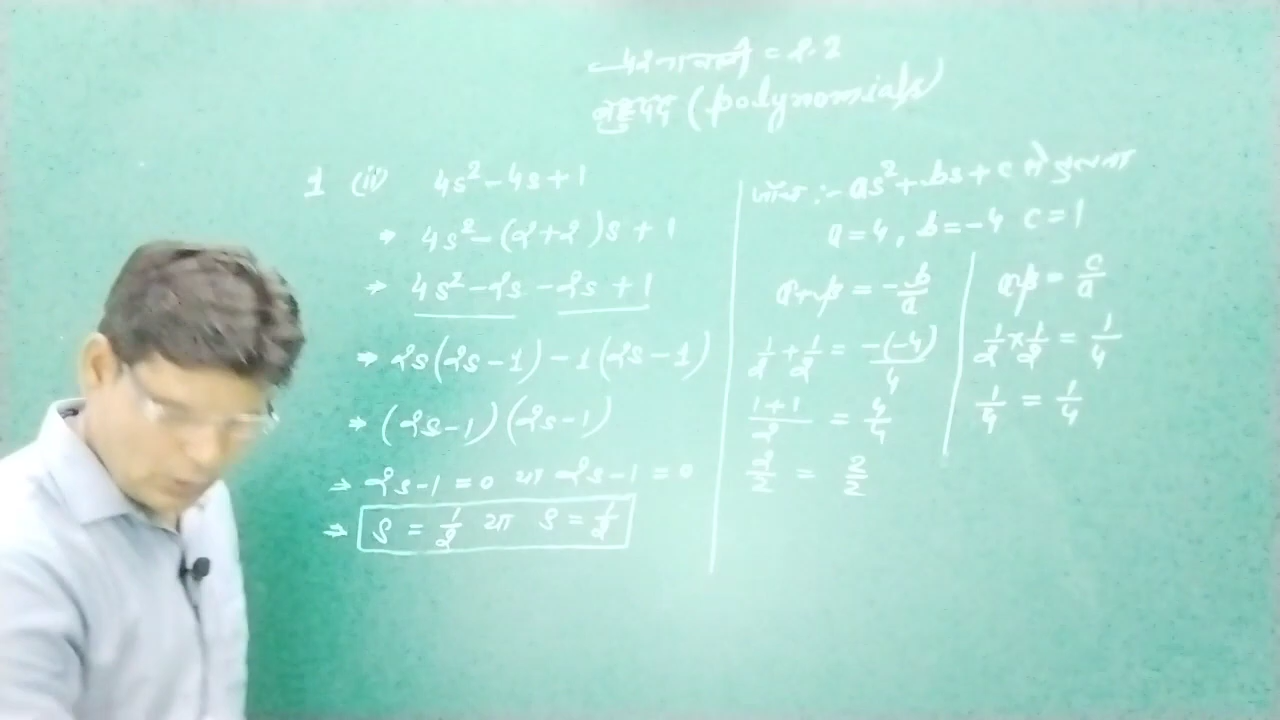 प्रश्नावली = 2.2
बहुपद (polynomials)
1 (ii) 4s² - 4s + 1
⇒ 4s² - (2+2)s + 1
⇒ 4s² - 2s - 2s + 1
⇒ 2s(2s - 1) - 1(2s - 1)
⇒ (2s-1)(2s-1)
⇒ 2s-1 = 0 या 2s-1 = 0
⇒ s = 1/2 या s = 1/2
जाँच :- as² + bs + c से तुलना
a = 4, b = -4 c = 1
α+β = -b/a
1/2 + 1/2 = -(-4)/4
1+1/2 = 4/4
2/2 = 2/2
αβ = c/a
1/2 × 1/2 = 1/4
1/4 = 1/4